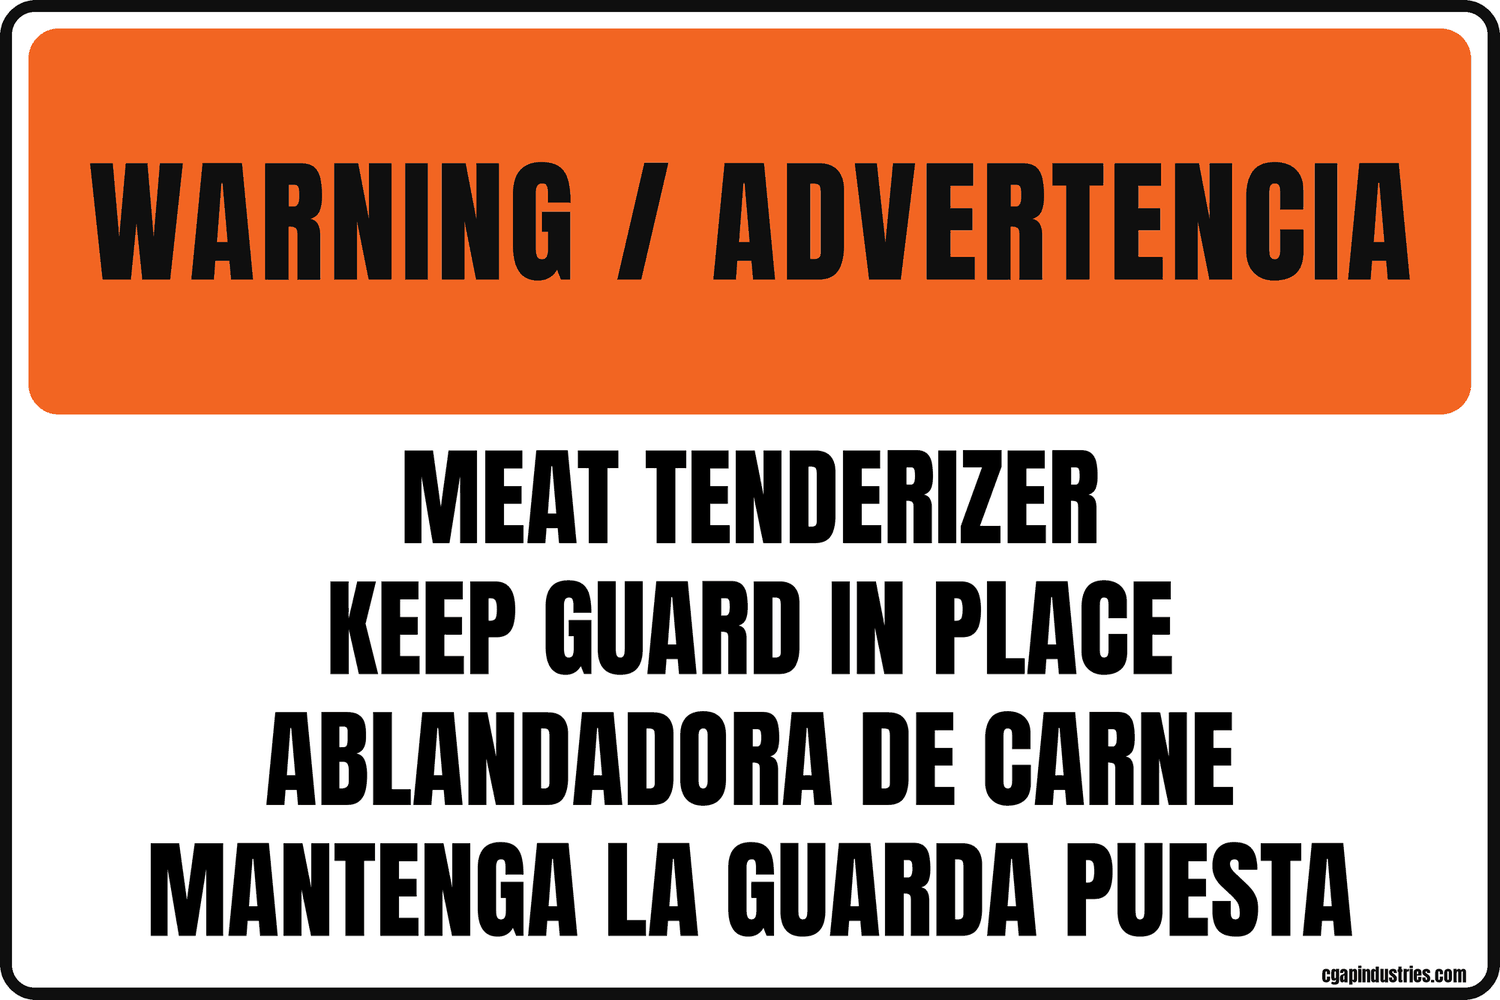 WARNING / ADVERTENCIA
MEAT TENDERIZER
KEEP GUARD IN PLACE
ABLANDADORA DE CARNE
MANTENGA LA GUARDA PUESTA
cgapindustries.com